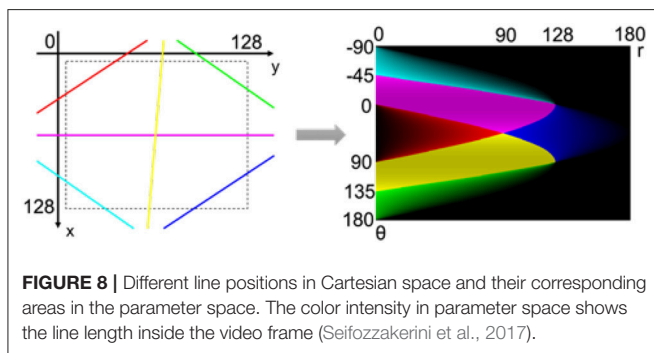 0
128
y
128
x
0
90
128
180
r
-90
-45
0
90
135
180
θ
FIGURE 8 | Different line positions in Cartesian space and their corresponding
areas in the parameter space. The color intensity in parameter space shows
the line length inside the video frame (Seifozzakerini et al., 2017).